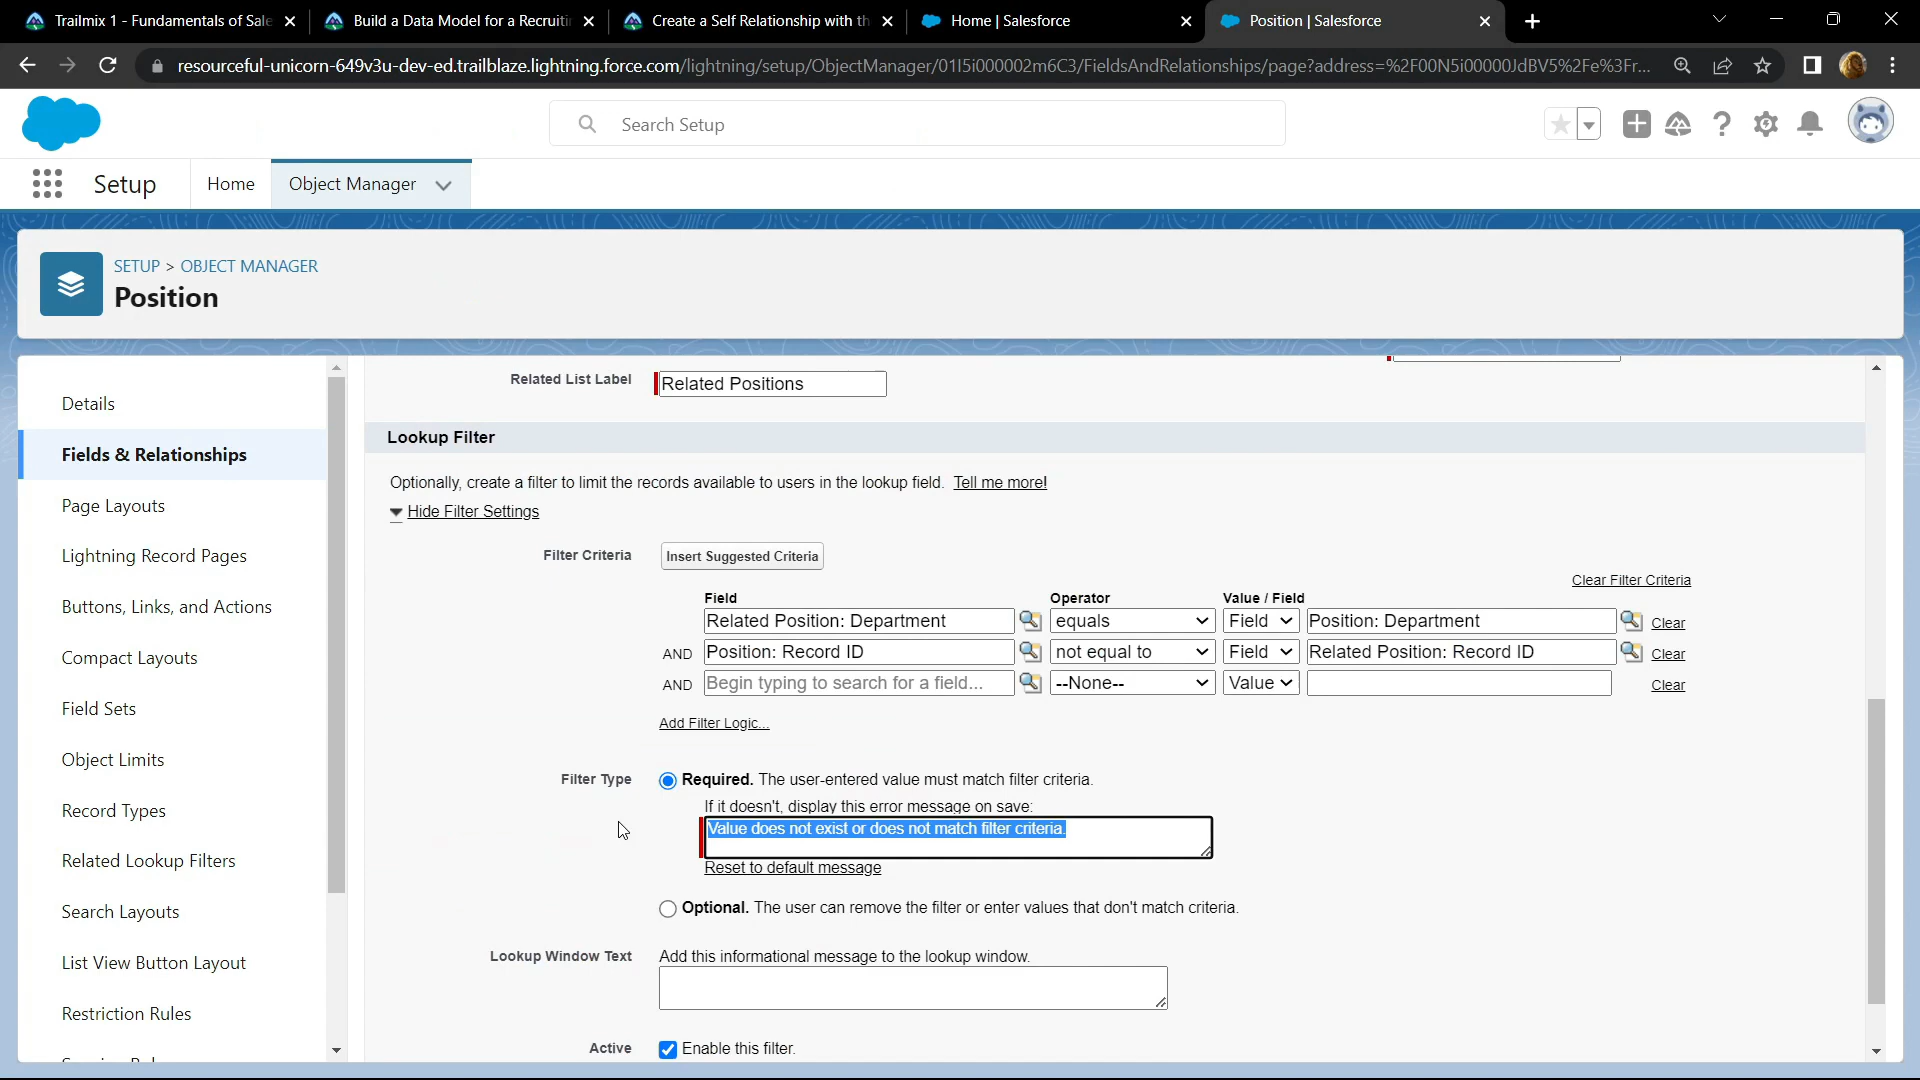 Trailmix 1 - Fundamentals of Sale
Build a Data Model for a Recruitin
Create a Self Relationship with th
Home | Salesforce
Position | Salesforce
resourceful-unicorn-649v3u-dev-ed.trailblaze.lightning.force.com/lightning/setup/ObjectManager/01I5i000002m6C3/FieldsAndRelationships/page?address=%2F00N5i00000JdBV5%2Fe%3Fr...
Search Setup
Setup
Home
Object Manager
SETUP > OBJECT MANAGER
Position
Details
Fields & Relationships
Page Layouts
Lightning Record Pages
Buttons, Links, and Actions
Compact Layouts
Field Sets
Object Limits
Record Types
Related Lookup Filters
Search Layouts
List View Button Layout
Restriction Rules
Related List Label Related Positions
Lookup Filter
Optionally, create a filter to limit the records available to users in the lookup field. Tell me more!
Hide Filter Settings
Filter Criteria Insert Suggested Criteria
Clear Filter Criteria
Field Operator Value / Field
Related Position: Department equals Field Position: Department Clear
AND Position: Record ID not equal to Field Related Position: Record ID Clear
AND Begin typing to search for a field... --None-- Value Clear
Add Filter Logic...
Filter Type Required. The user-entered value must match filter criteria.
If it doesn't, display this error message on save:
Value does not exist or does not match filter criteria.
Reset to default message
Optional. The user can remove the filter or enter values that don't match criteria.
Lookup Window Text Add this informational message to the lookup window.
Active Enable this filter.